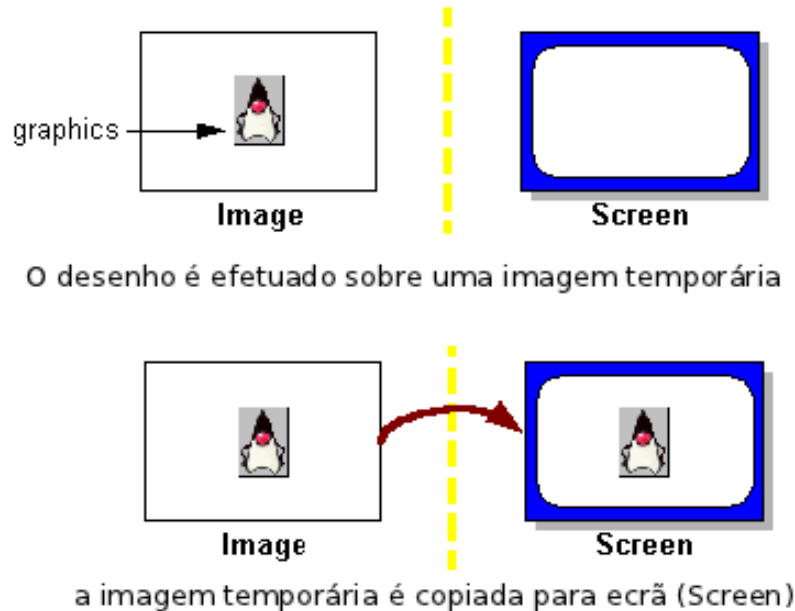 graphics
Image
Screen
O desenho é efetuado sobre uma imagem temporária
Image
Screen
a imagem temporária é copiada para ecrã (Screen)